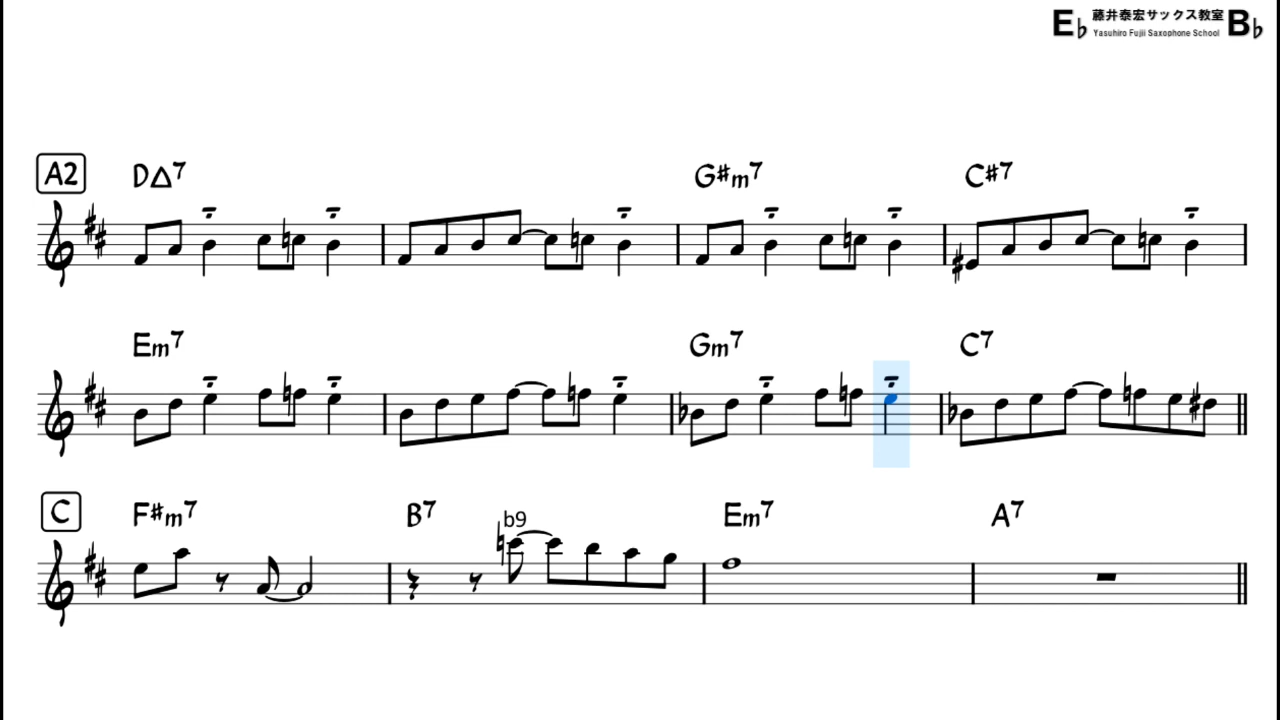 E♭ 藤井泰宏サックス教室 B♭
Yasuhiro Fujii Saxophone School
A2 D△7 G#m7 C#7
Em7 Gm7 C7
C F#m7 B7 b9 Em7 A7